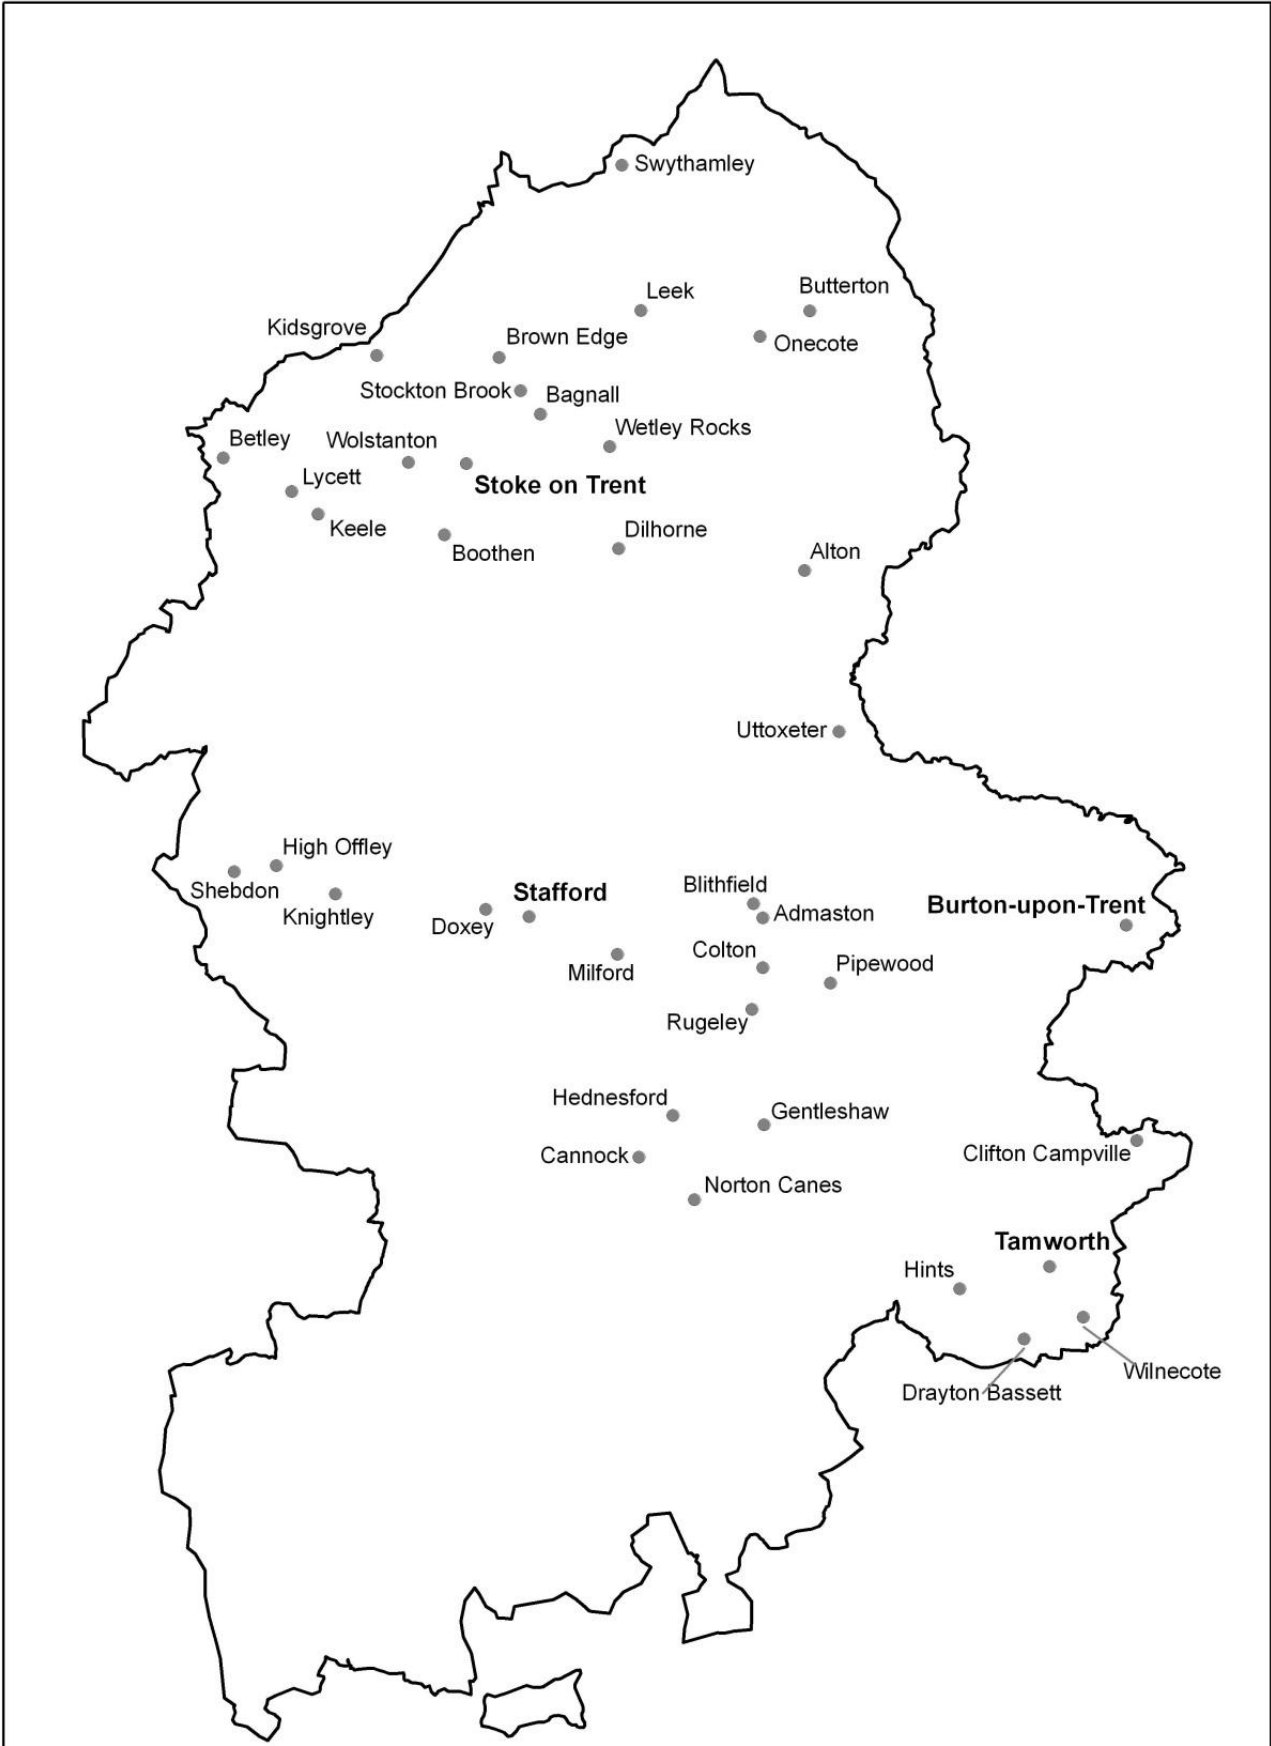 Swythamley
Leek
Butterton
Kidsgrove
Brown Edge
Onecote
Stockton Brook
Bagnall
Wetley Rocks
Betley
Wolstanton
Lycett
Stoke on Trent
Keele
Dilhorne
Boothen
Alton
Uttoxeter
High Offley
Shebdon
Knightley
Stafford
Doxey
Blithfield
Admaston
Burton-upon-Trent
Colton
Milford
Pipewood
Rugeley
Hednesford
Gentleshaw
Cannock
Clifton Campville
Norton Canes
Tamworth
Hints
Wilnecote
Drayton Bassett